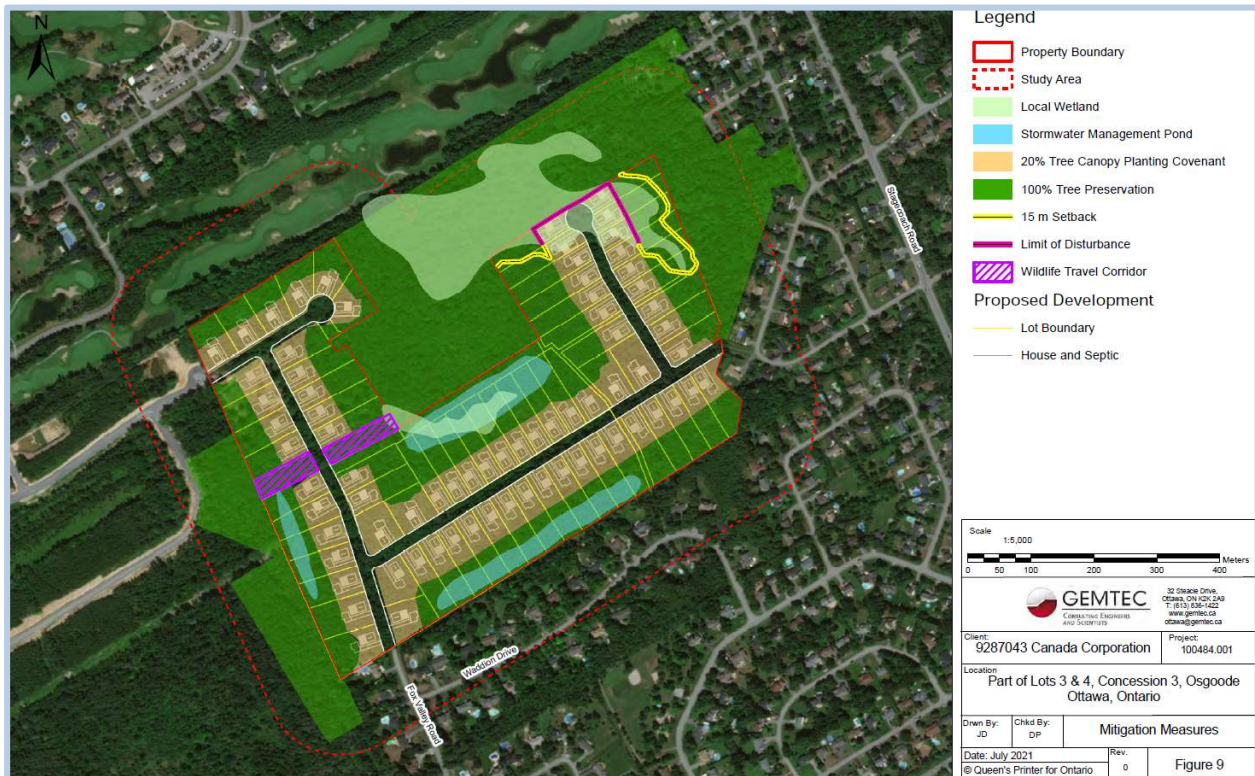 N
Stagecoach Road
Waddion Drive
Fox Valley Road
Legend
Property Boundary
Study Area
Local Wetland
Stormwater Management Pond
20% Tree Canopy Planting Covenant
100% Tree Preservation
15 m Setback
Limit of Disturbance
Wildlife Travel Corridor
Proposed Development
Lot Boundary
House and Septic
Scale
1:5,000
Meters
0 50 100 200 300 400
GEMTEC
CONSULTING ENGINEERS
AND SCIENTISTS
32 Steacie Drive,
Ottawa, ON K2K 2A9
T: (613) 836-1422
www.gemtec.ca
ottawa@gemtec.ca
Client:
9287043 Canada Corporation
Project:
100484.001
Location
Part of Lots 3 & 4, Concession 3, Osgoode
Ottawa, Ontario
Drwn By:
JD
Chkd By:
DP
Mitigation Measures
Date: July 2021
© Queen's Printer for Ontario
Rev.
0
Figure 9